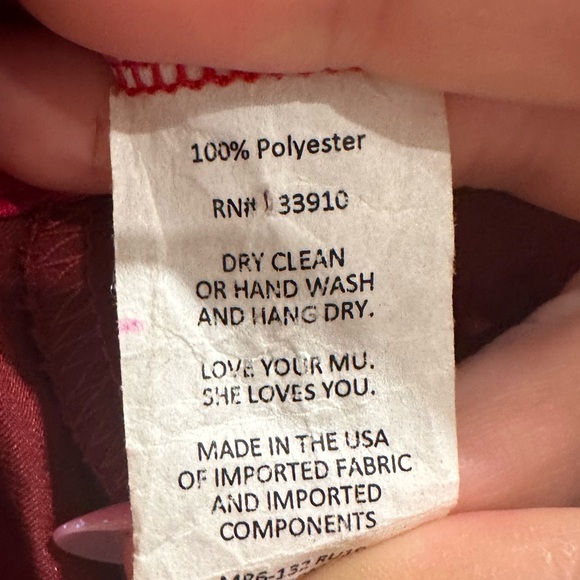 100% Polyester
RN# 133910
DRY CLEAN
OR HAND WASH
AND HANG DRY.
LOVE YOUR MU.
SHE LOVES YOU.
MADE IN THE USA
OF IMPORTED FABRIC
AND IMPORTED
COMPONENTS